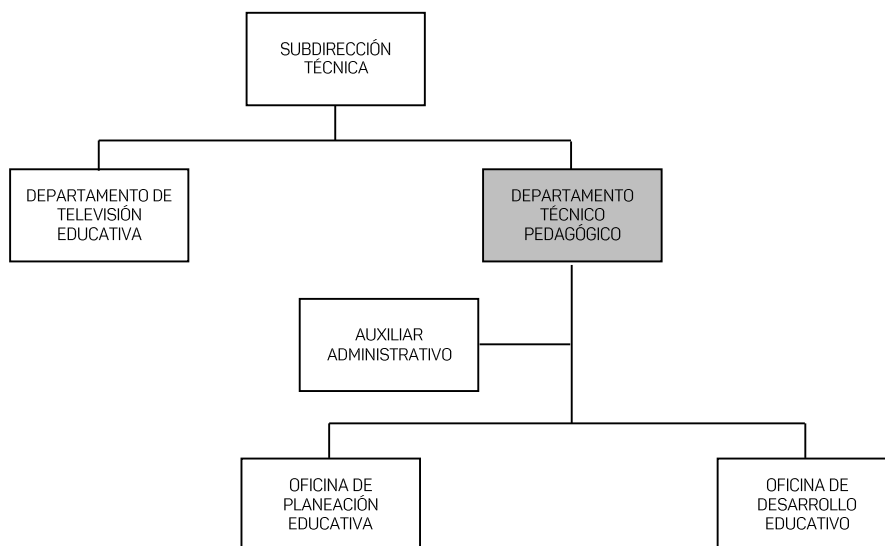 SUBDIRECCIÓN
TÉCNICA
DEPARTAMENTO DE
TELEVISIÓN
EDUCATIVA
DEPARTAMENTO
TÉCNICO
PEDAGÓGICO
AUXILIAR
ADMINISTRATIVO
OFICINA DE
PLANEACIÓN
EDUCATIVA
OFICINA DE
DESARROLLO
EDUCATIVO